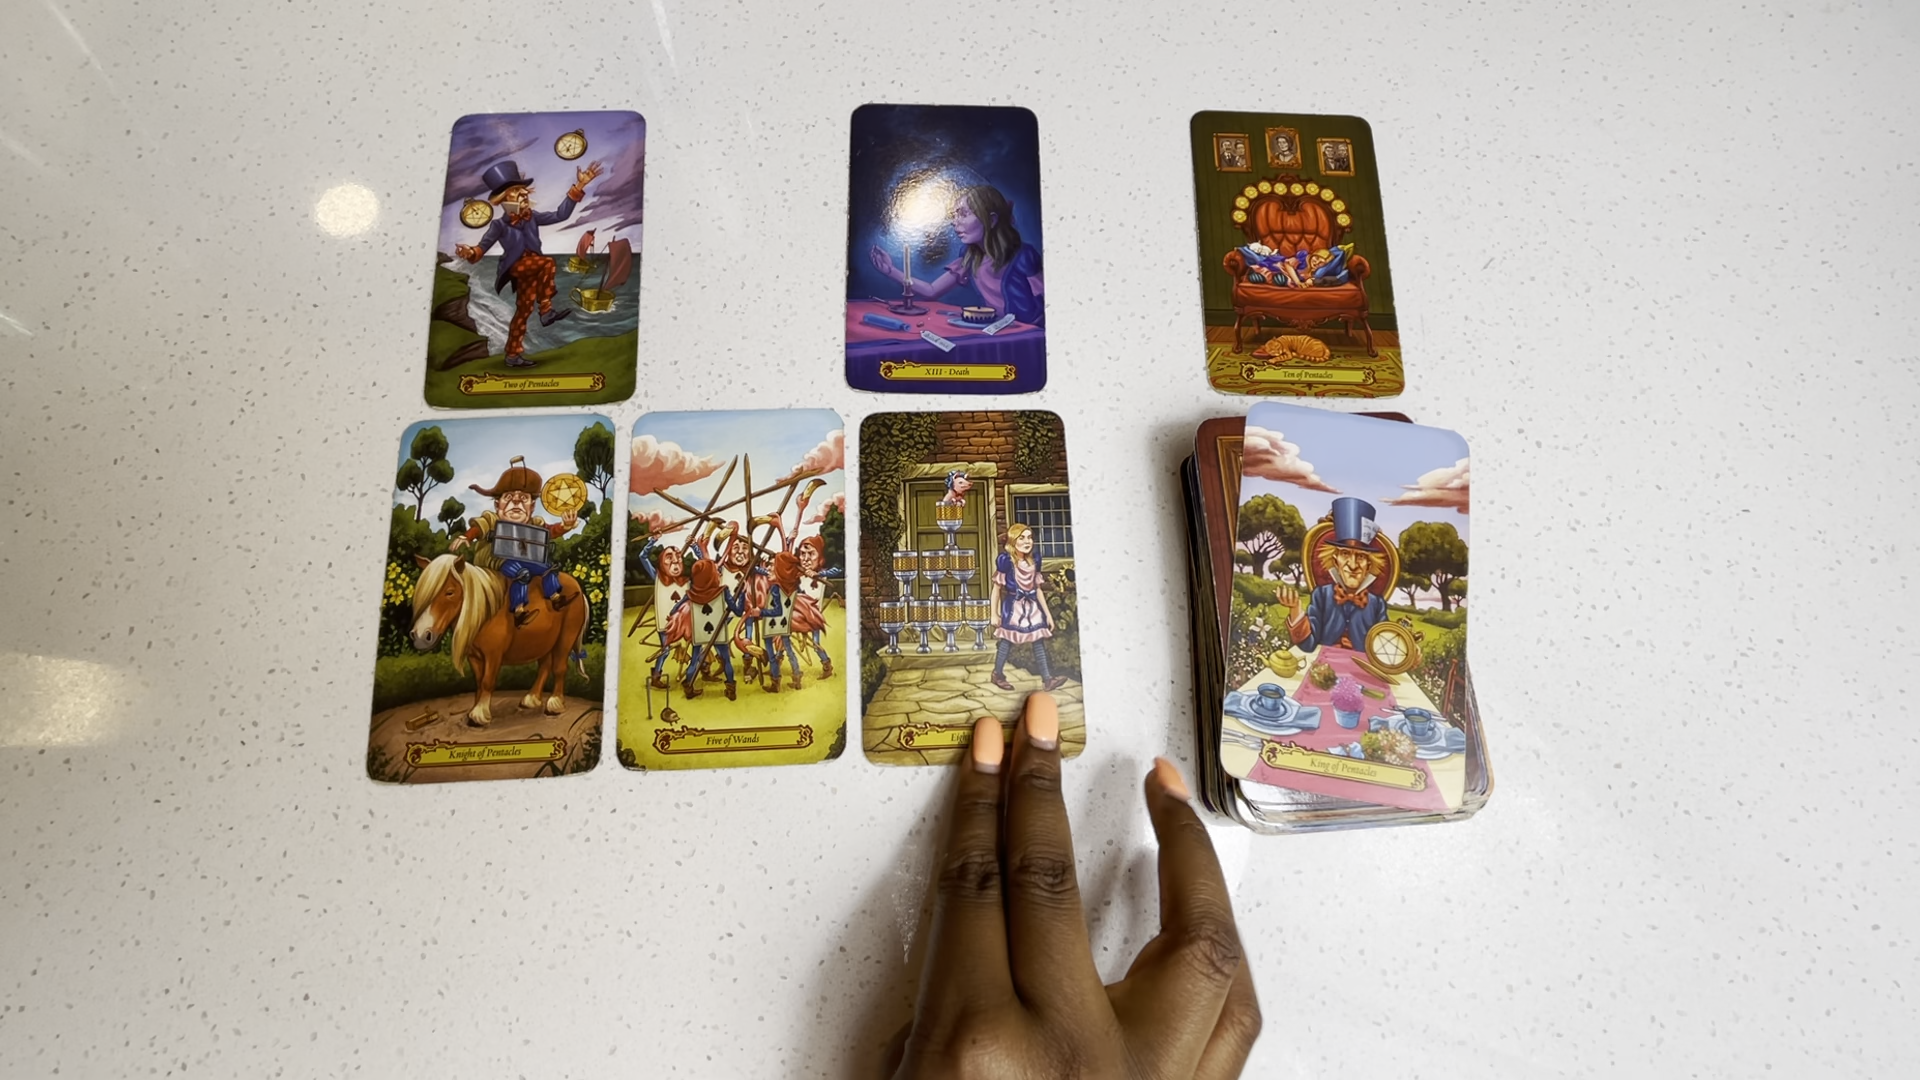 Two of Pentacles
XIII - Death
Ten of Pentacles
Knight of Pentacles
Five of Wands
King of Pentacles